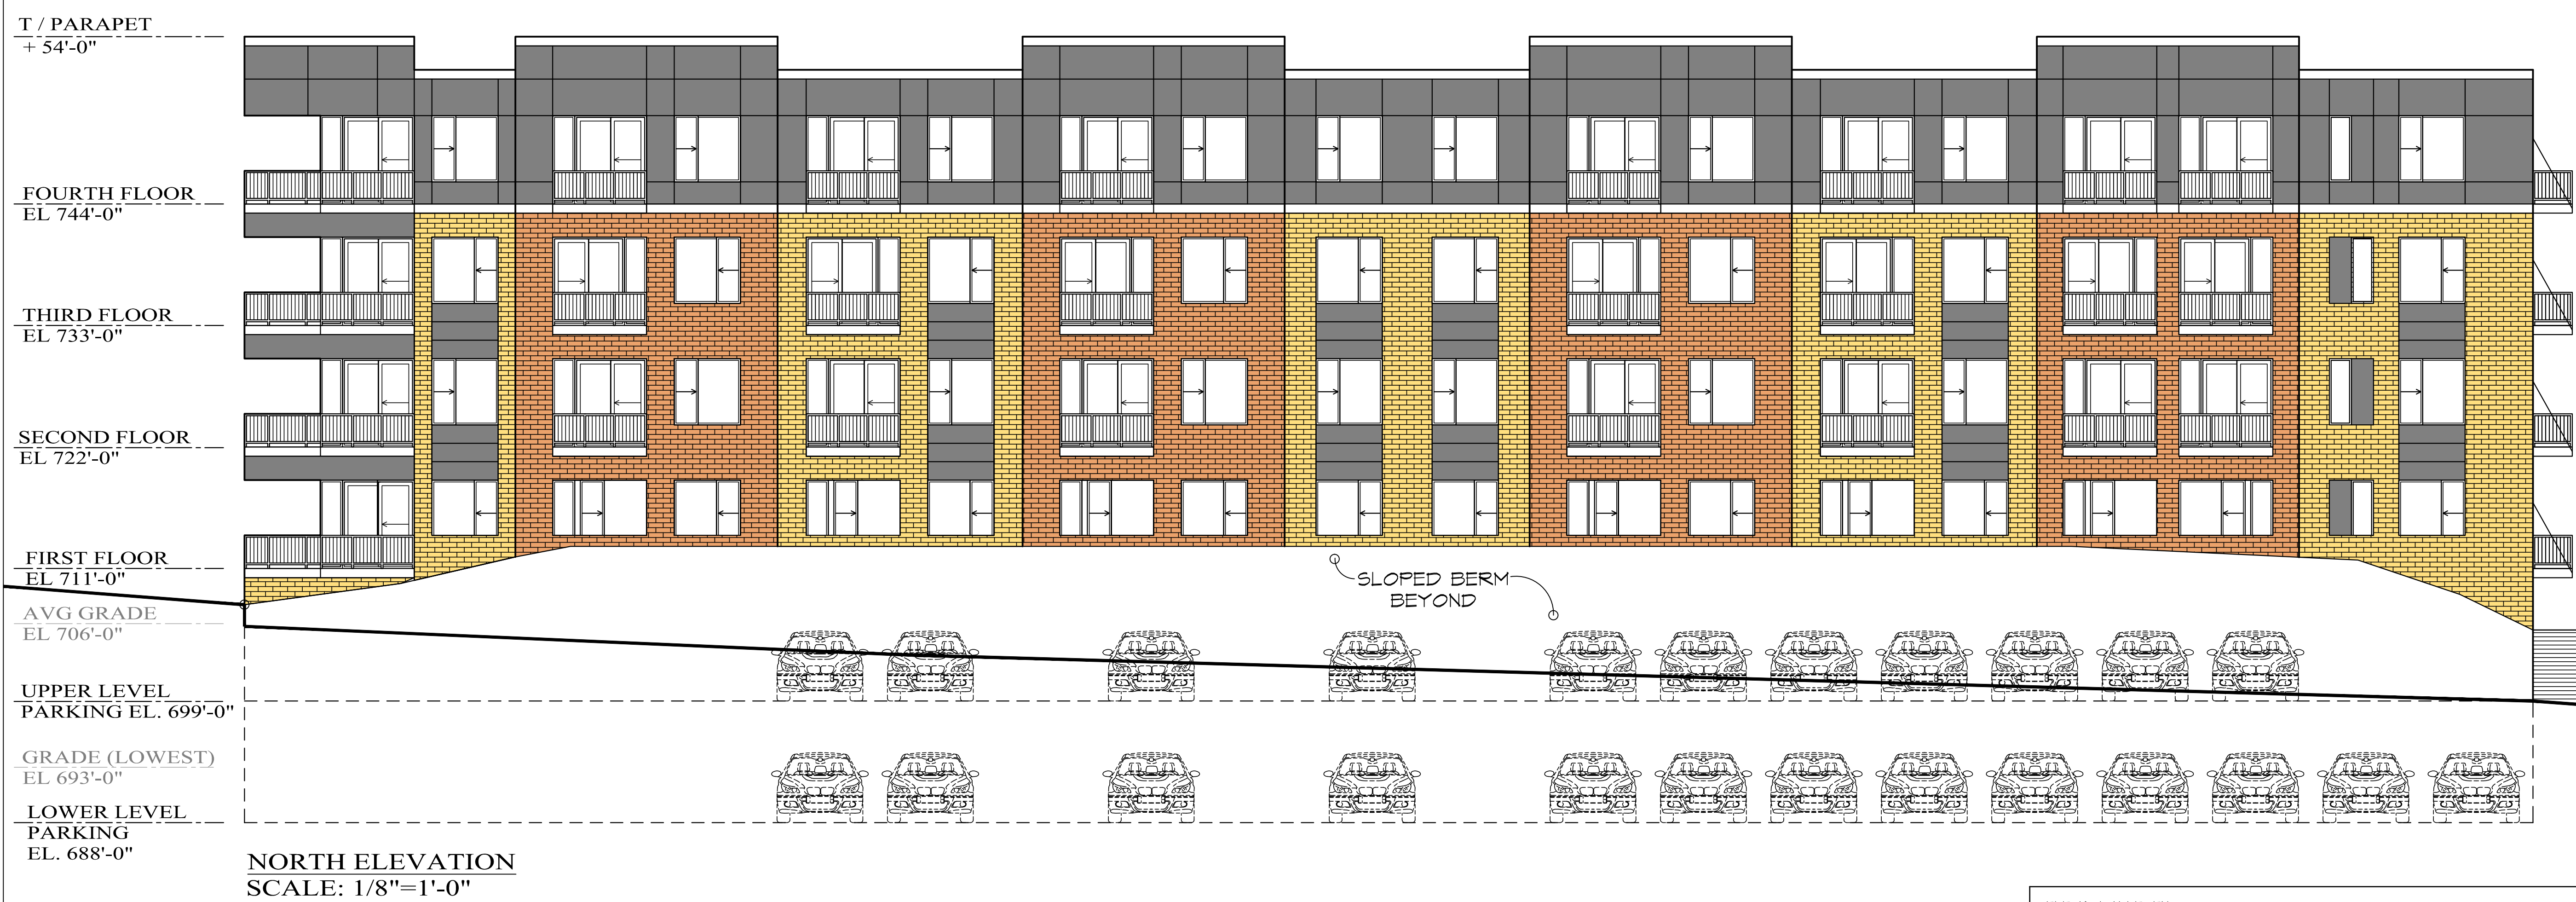 T / PARAPET
+ 54'-0"
FOURTH FLOOR
EL 744'-0"
THIRD FLOOR
EL 733'-0"
SECOND FLOOR
EL 722'-0"
FIRST FLOOR
EL 711'-0"
AVG GRADE
EL 706'-0"
UPPER LEVEL
PARKING EL. 699'-0"
GRADE (LOWEST)
EL 693'-0"
LOWER LEVEL
PARKING
EL. 688'-0"
SLOPED BERM
BEYOND
NORTH ELEVATION
SCALE: 1/8"=1'-0"